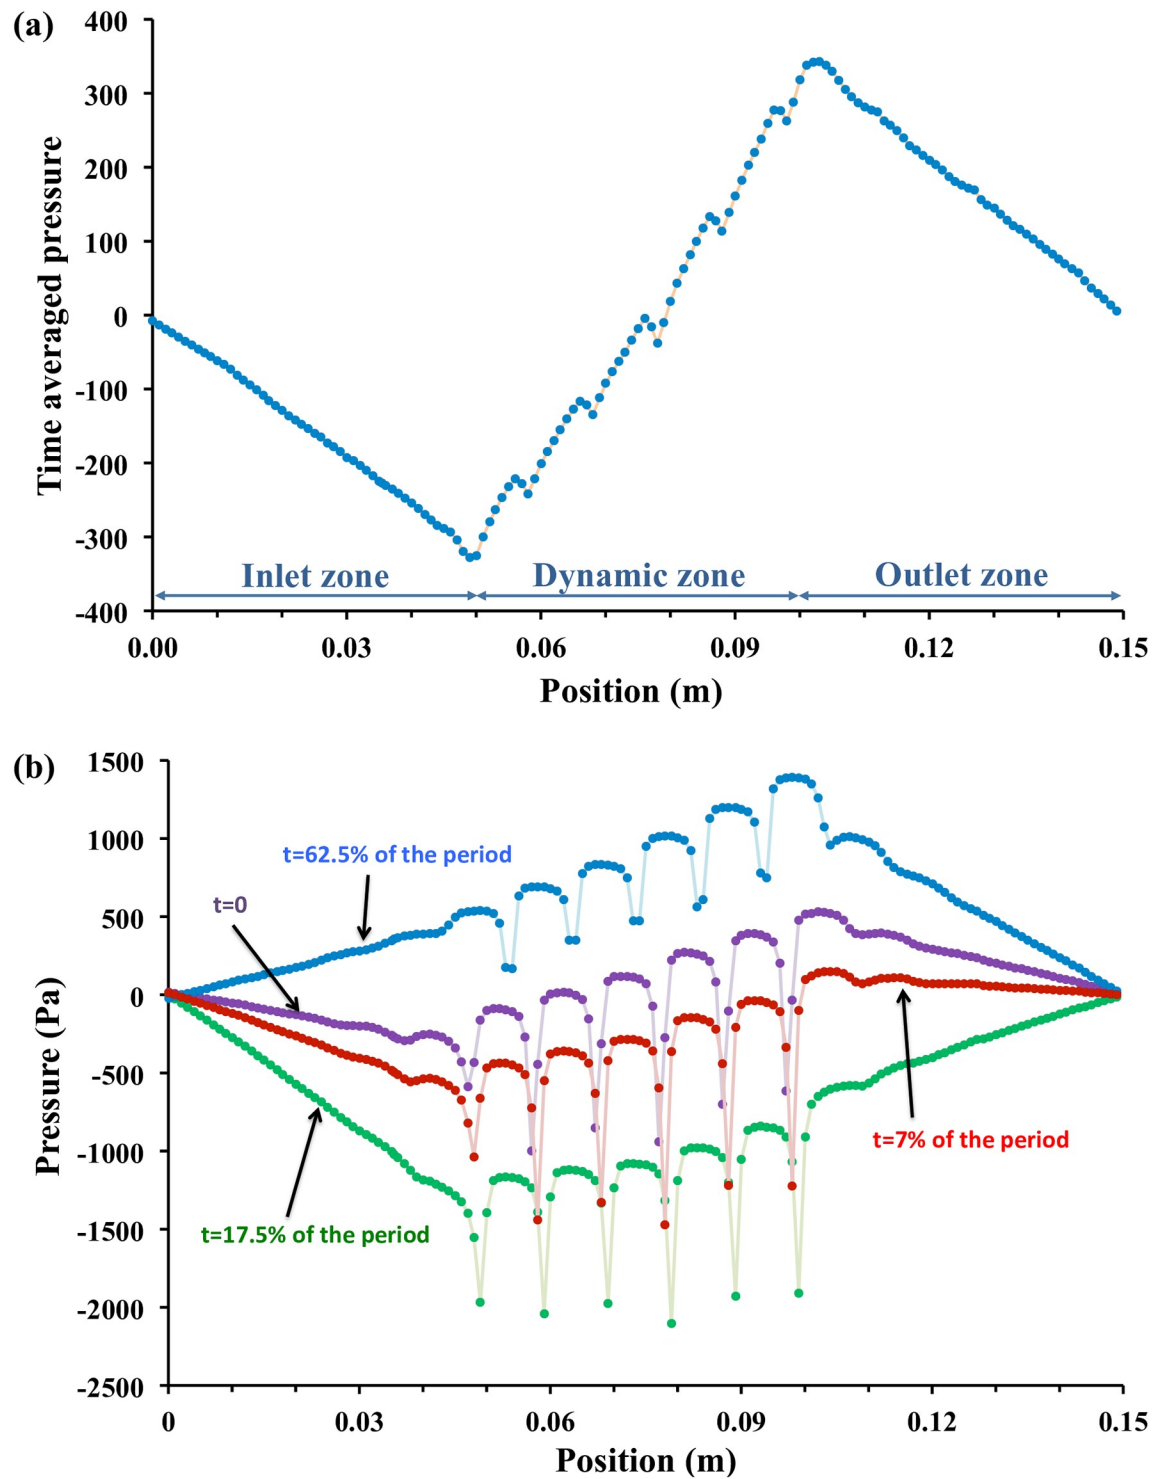 (a)
400
300
200
100
0
-100
-200
-300
-400
Time averaged pressure
Inlet zone
Dynamic zone
Outlet zone
0.00
0.03
0.06
0.09
0.12
0.15
Position (m)
(b)
1500
1000
500
0
-500
-1000
-1500
-2000
-2500
Pressure (Pa)
t=62.5% of the period
t=0
t=7% of the period
t=17.5% of the period
0
0.03
0.06
0.09
0.12
0.15
Position (m)